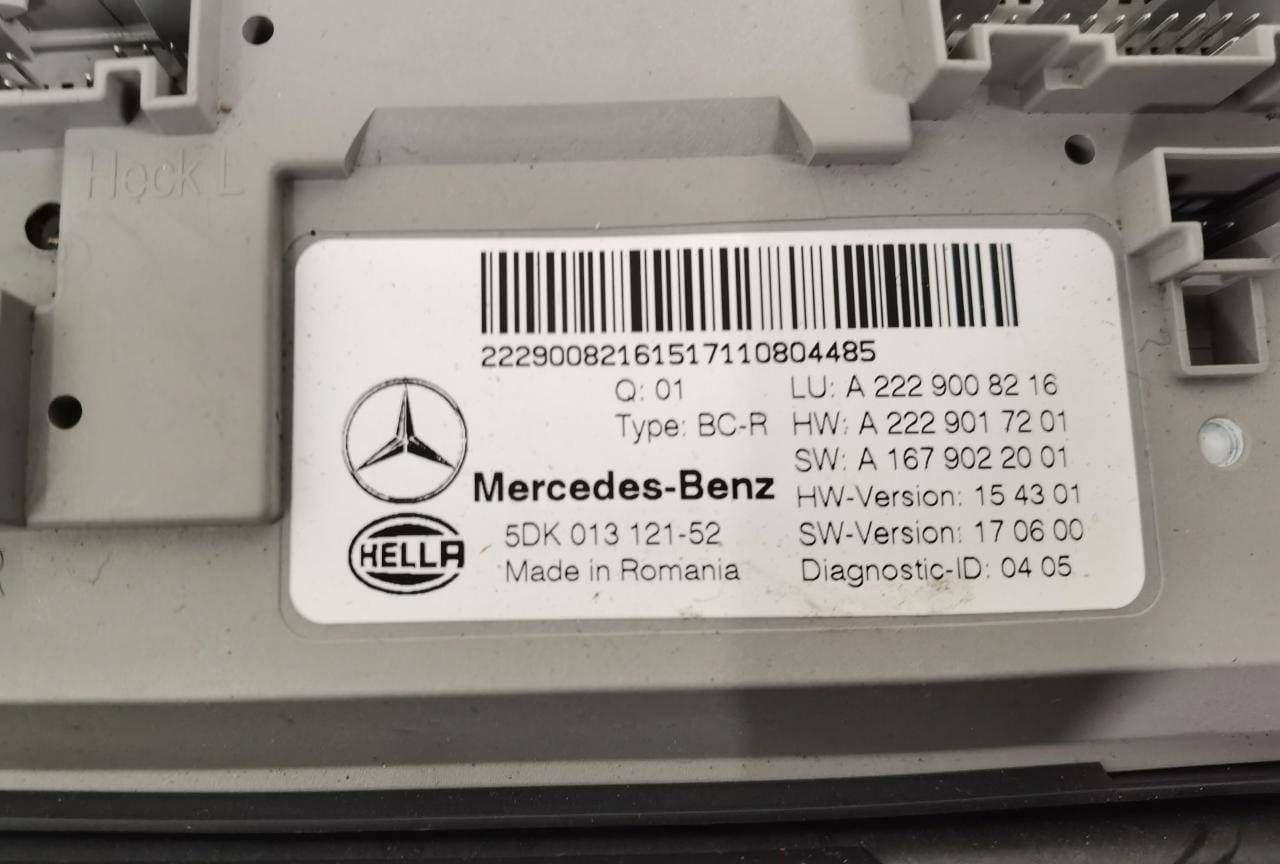 Heck L
22290082161517110804485
Q: 01 LU: A 222 900 82 16
Type: BC-R HW: A 222 901 72 01
SW: A 167 902 20 01
Mercedes-Benz HW-Version: 15 43 01
HELLA 5DK 013 121-52 SW-Version: 17 06 00
Made in Romania Diagnostic-ID: 04 05